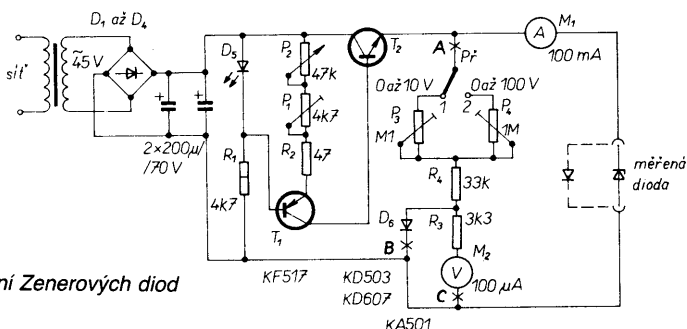 D₁ až D₄
síť
~45V
+
+
2×200μ/
/70 V
D₅
R₁
4k7
P₂
47k
P₁
4k7
R₂
47
T₁
T₂
A
Př
0 až 10 V
0 až 100 V
1
2
P₃
M1
P₄
1M
R₄
33k
D₆
R₃
3k3
B
M₂
V
100 μA
C
A
M₁
100 mA
měřená
dioda
KF517
KD503
KD607
KA501
ní Zenerových diod